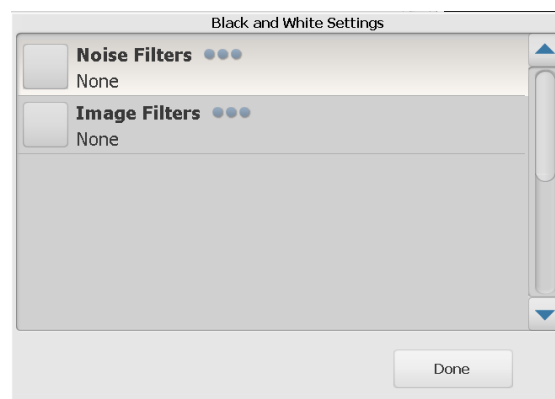 Black and White Settings
Noise Filters
None
Image Filters
None
Done